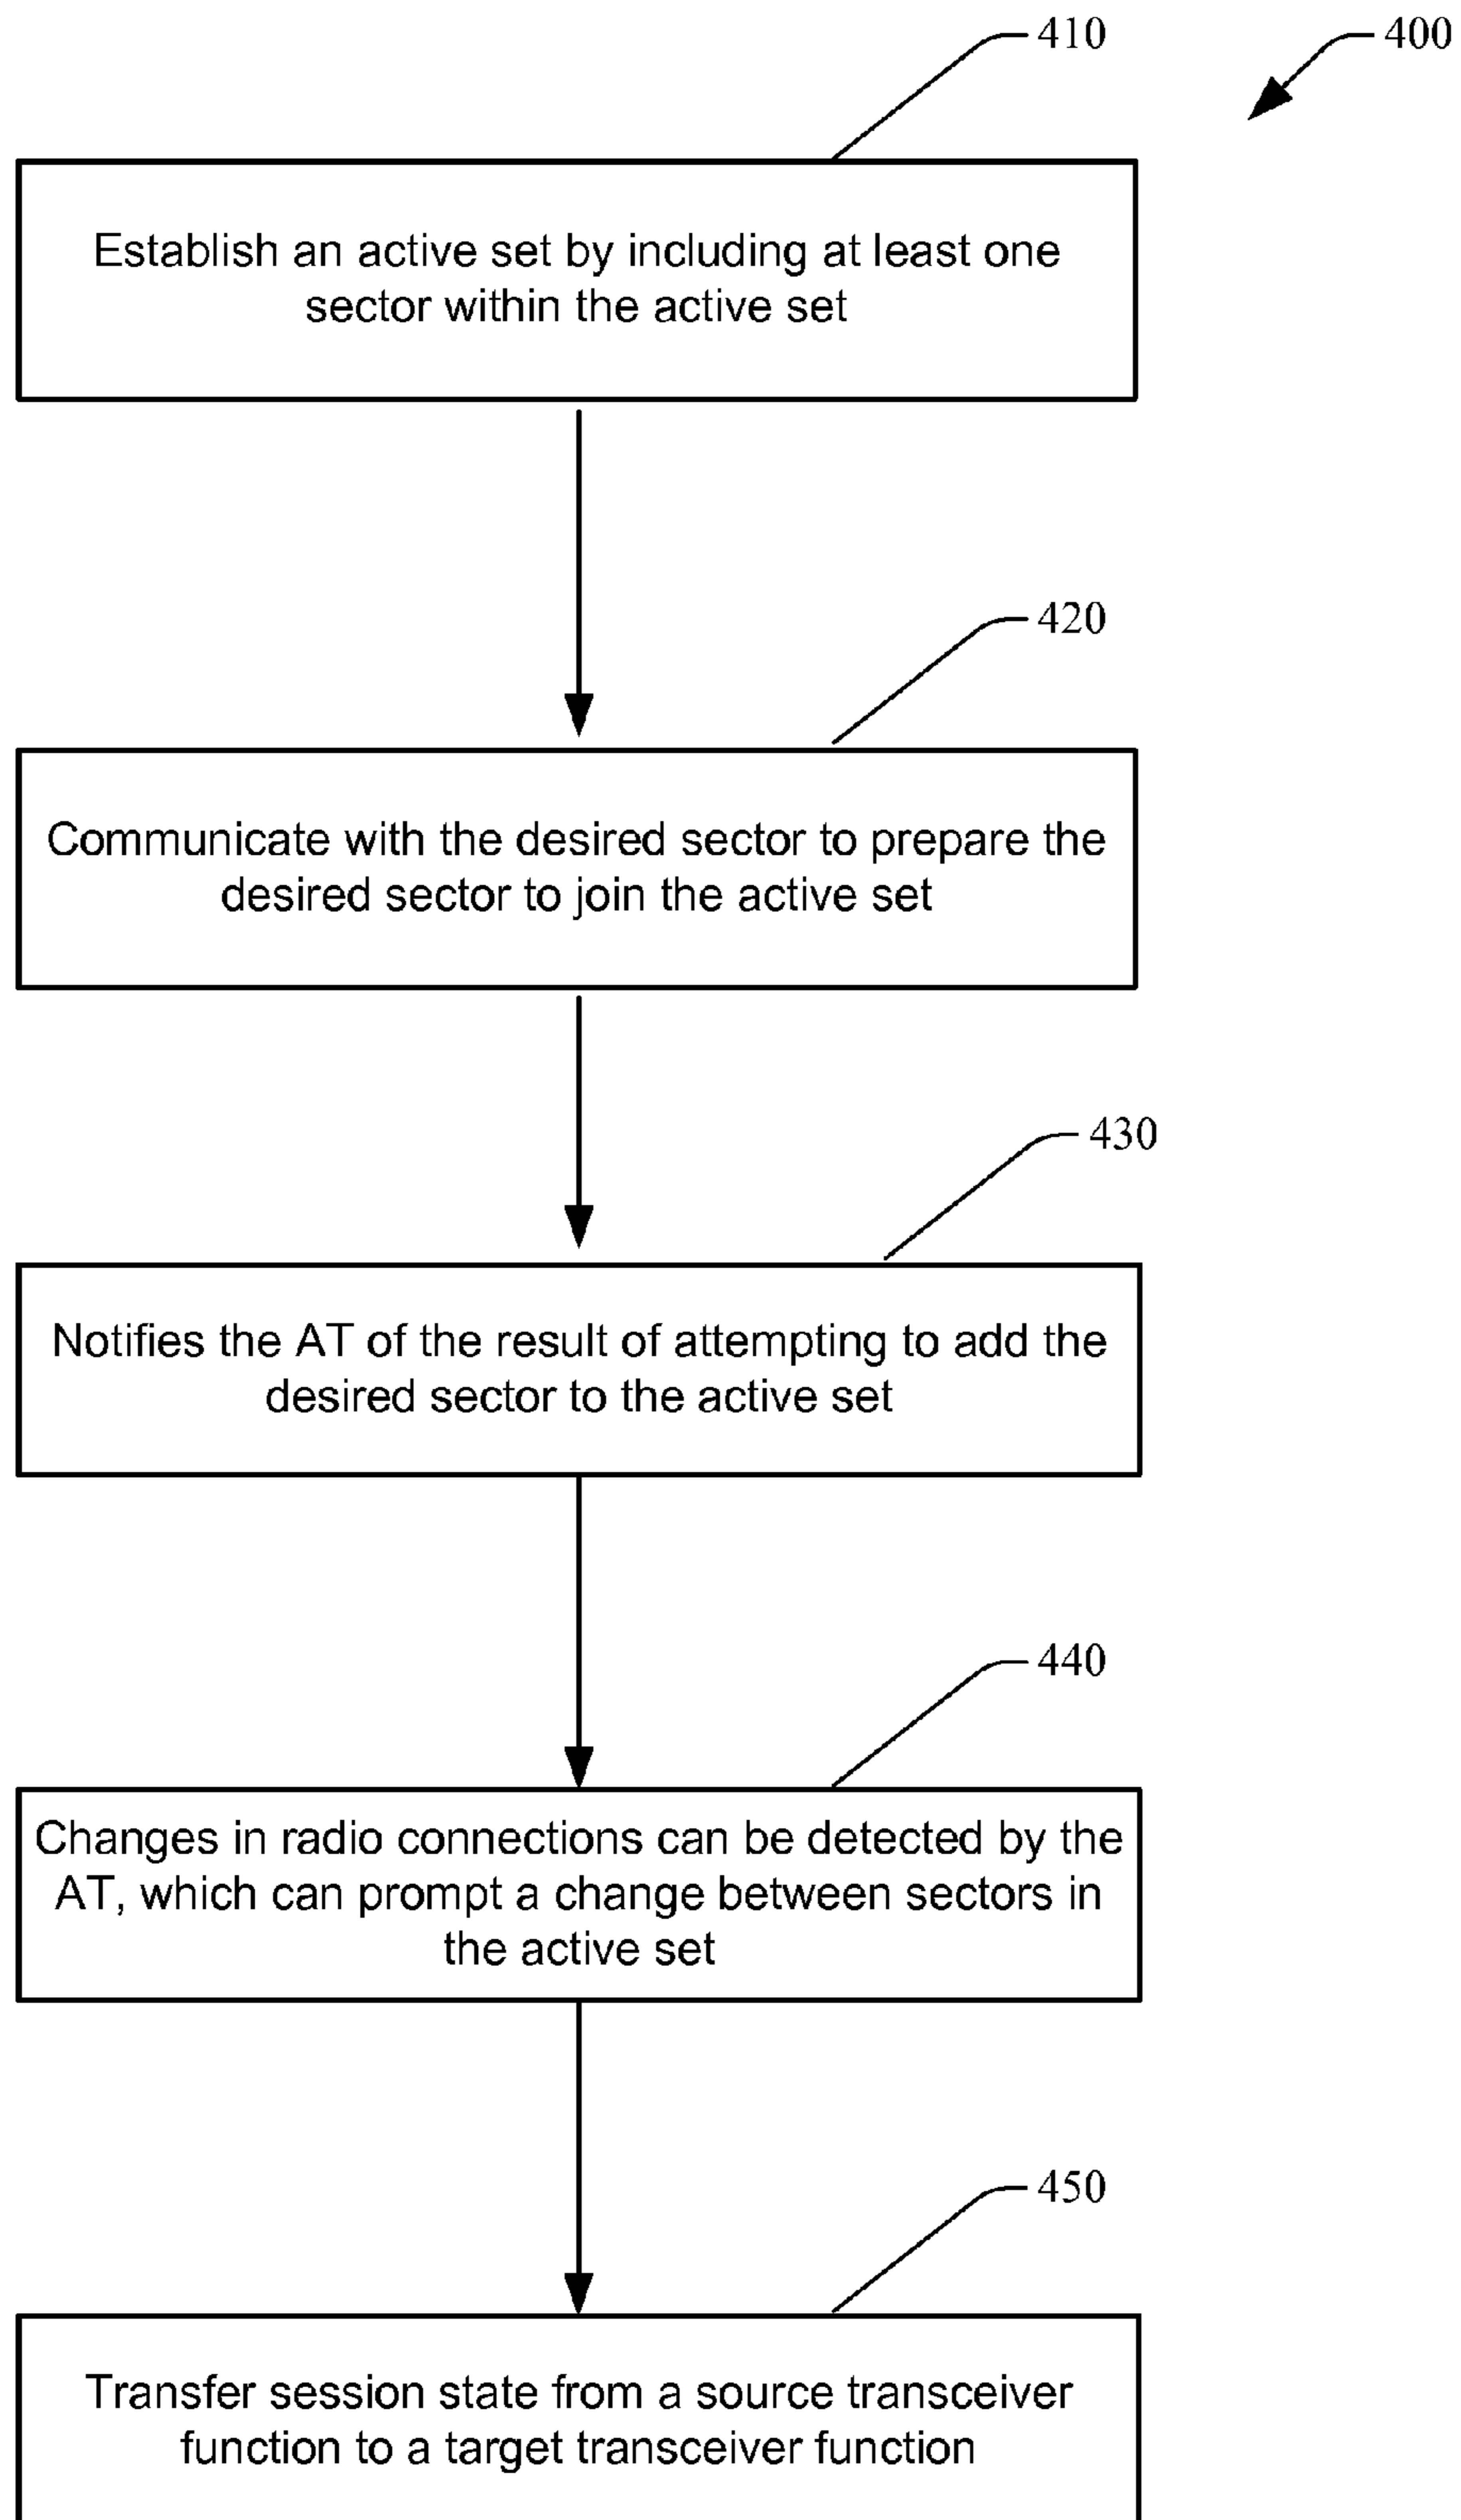 410
400
Establish an active set by including at least one
sector within the active set
420
Communicate with the desired sector to prepare the
desired sector to join the active set
430
Notifies the AT of the result of attempting to add the
desired sector to the active set
440
Changes in radio connections can be detected by the
AT, which can prompt a change between sectors in
the active set
450
Transfer session state from a source transceiver
function to a target transceiver function